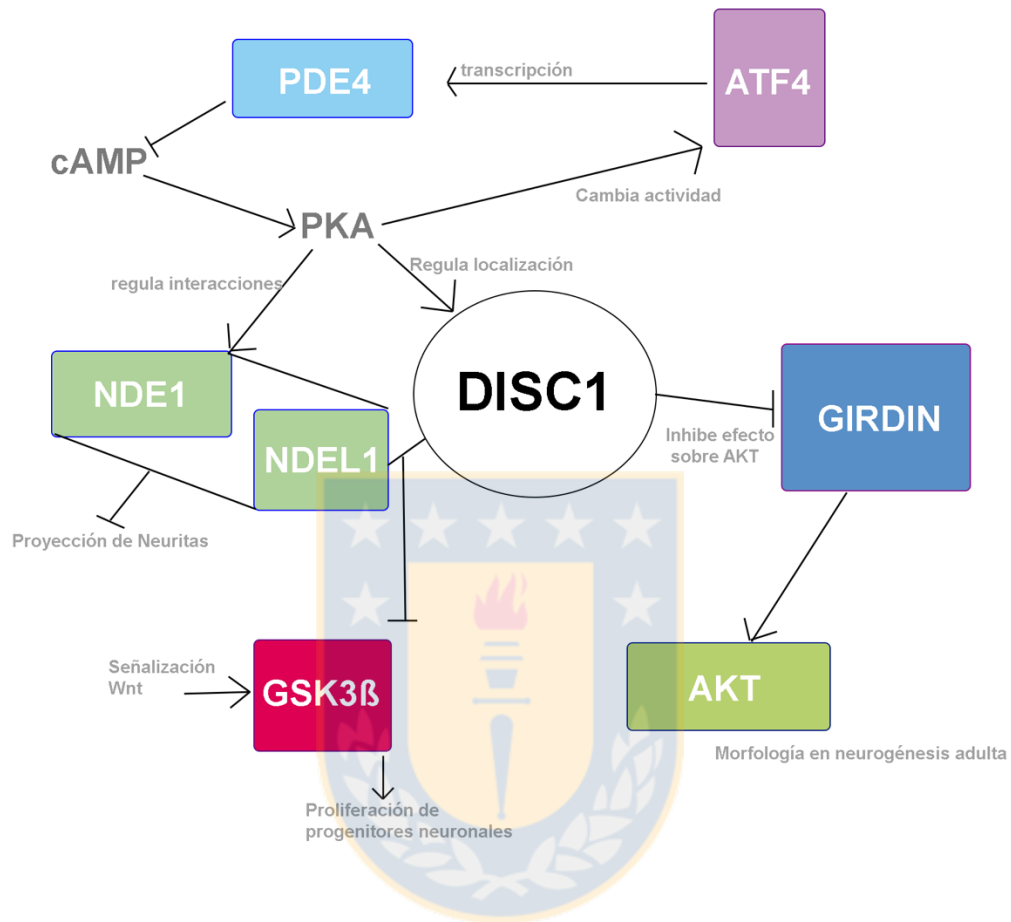 PDE4
transcripción
ATF4
cAMP
Cambia actividad
PKA
Regula localización
regula interacciones
NDE1
DISC1
GIRDIN
NDEL1
Inhibe efecto
sobre AKT
Proyección de Neuritas
Señalización
Wnt
GSK3ß
AKT
Morfología en neurogénesis adulta
Proliferación de
progenitores neuronales